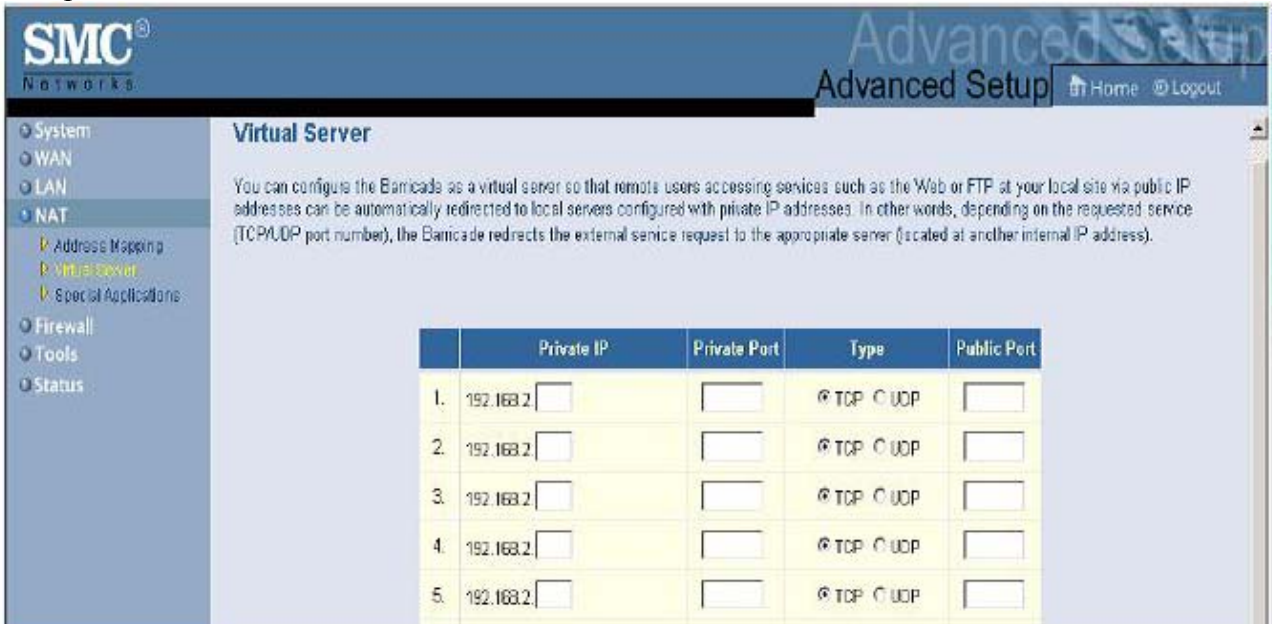 SMC®
Networks
Advanced Setup
Advanced Setup
Home Logout
System
WAN
LAN
NAT
Address Mapping
Virtual Server
Special Applications
Firewall
Tools
Status
Virtual Server
You can configure the Barricade as a virtual server so that remote users accessing services such as the Web or FTP at your local site via public IP
addresses can be automatically redirected to local servers configured with private IP addresses. In other words, depending on the requested service
(TCP/UDP port number), the Barricade redirects the external service request to the appropriate server (located at another internal IP address).
Private IP Private Port Type Public Port
1. 192.168.2. TCP UDP
2. 192.168.2. TCP UDP
3. 192.168.2. TCP UDP
4. 192.168.2. TCP UDP
5. 192.168.2. TCP UDP